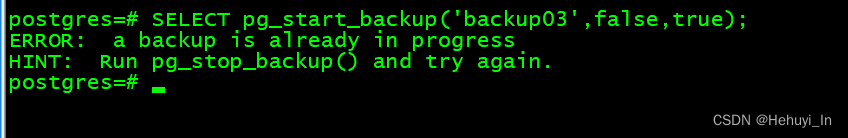 postgres=# SELECT pg_start_backup('backup03',false,true);
ERROR:  a backup is already in progress
HINT:  Run pg_stop_backup() and try again.
postgres=#
CSDN @Hehuyi_In